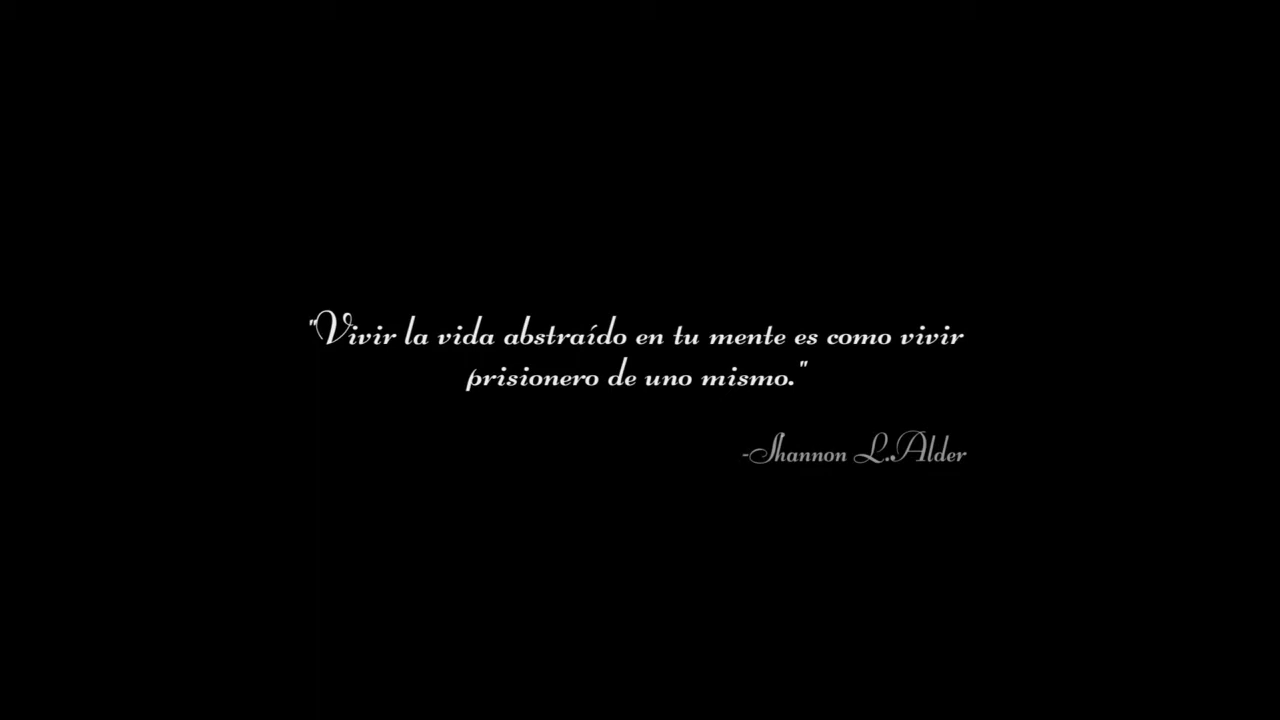 "Vivir la vida abstraído en tu mente es como vivir
prisionero de uno mismo."
-Shannon L.Alder